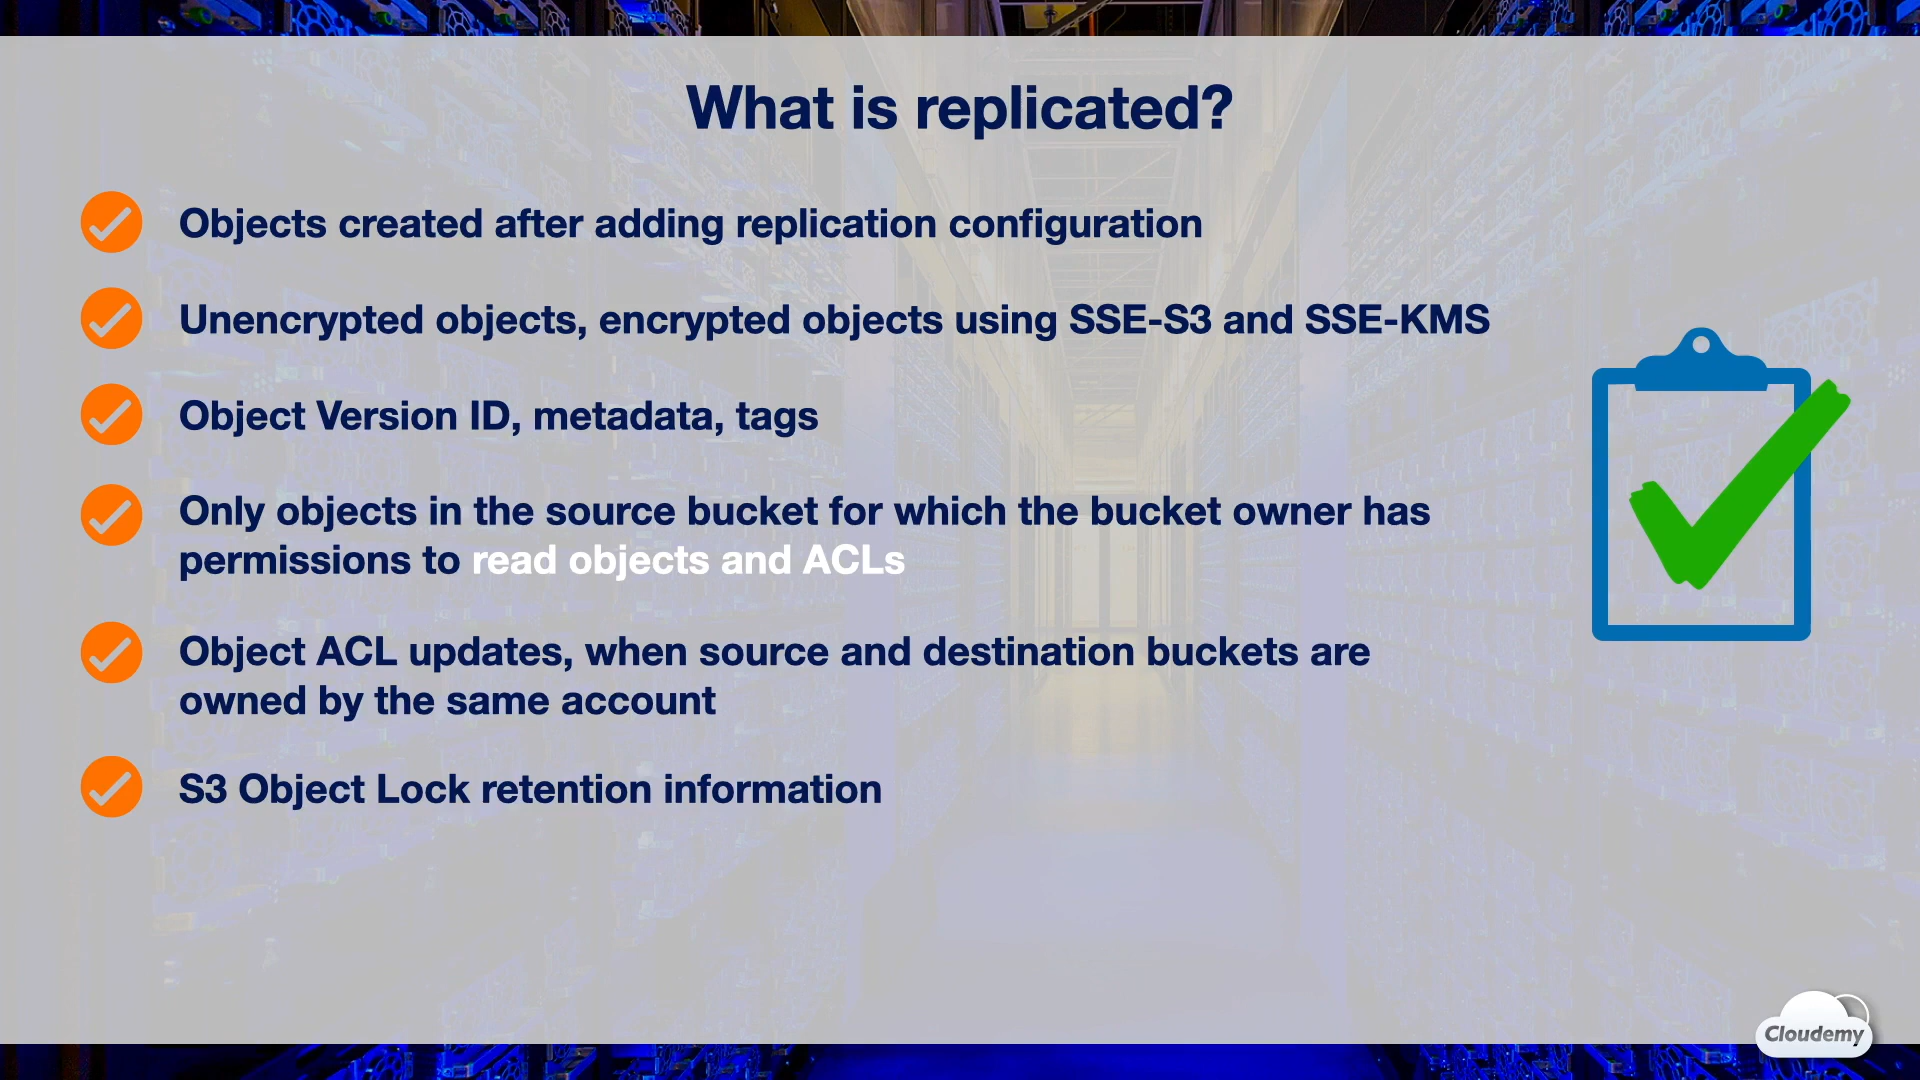 What is replicated?
Objects created after adding replication configuration
Unencrypted objects, encrypted objects using SSE-S3 and SSE-KMS
Object Version ID, metadata, tags
Only objects in the source bucket for which the bucket owner has
permissions to read objects and ACLs
Object ACL updates, when source and destination buckets are
owned by the same account
S3 Object Lock retention information
Cloudemy